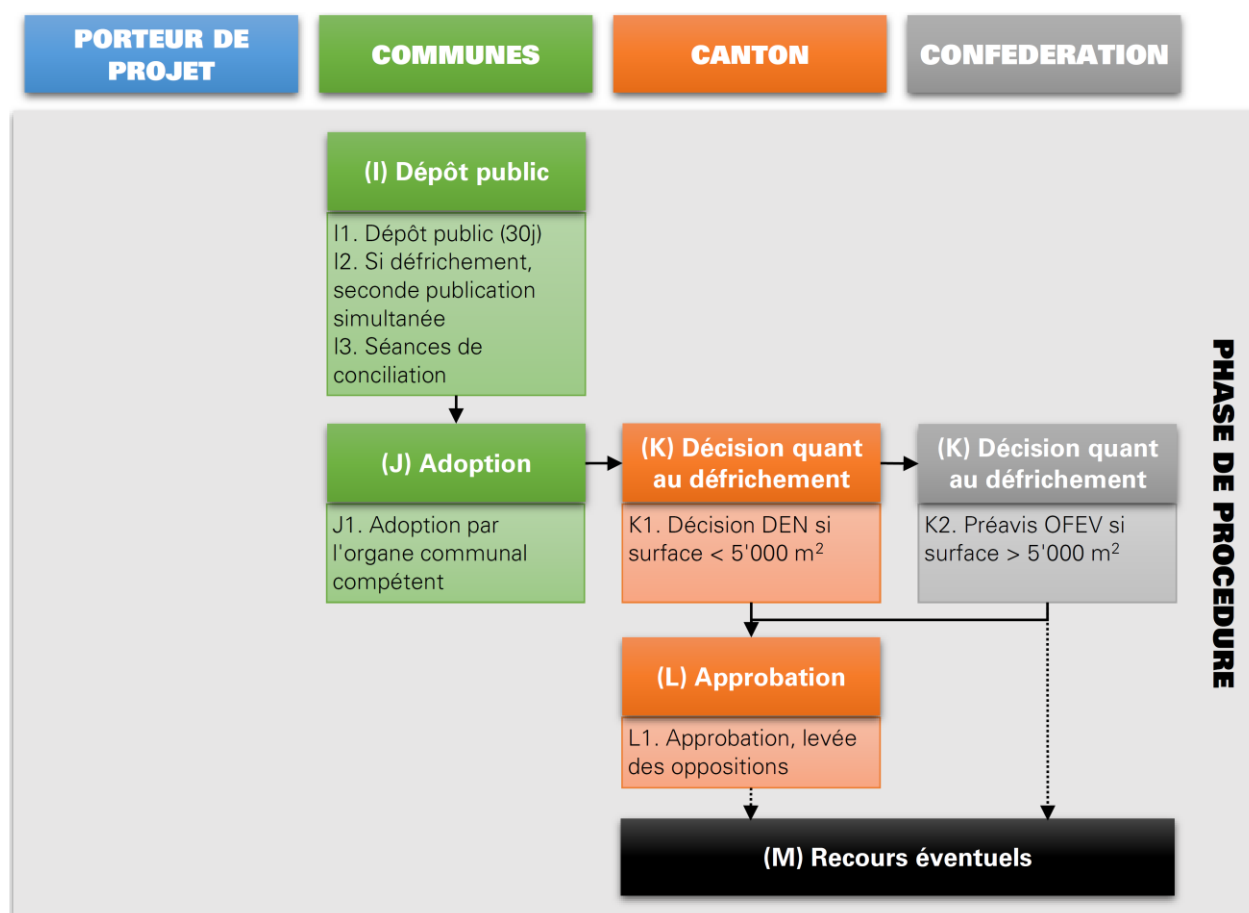 PORTEUR DE
PROJET
COMMUNES
CANTON
CONFEDERATION
(I) Dépôt public
I1. Dépôt public (30j)
I2. Si défrichement,
seconde publication
simultanée
I3. Séances de
conciliation
(J) Adoption
J1. Adoption par
l'organe communal
compétent
(K) Décision quant
au défrichement
K1. Décision DEN si
surface < 5'000 m²
(K) Décision quant
au défrichement
K2. Préavis OFEV si
surface > 5'000 m²
(L) Approbation
L1. Approbation, levée
des oppositions
(M) Recours éventuels
PHASE DE PROCEDURE